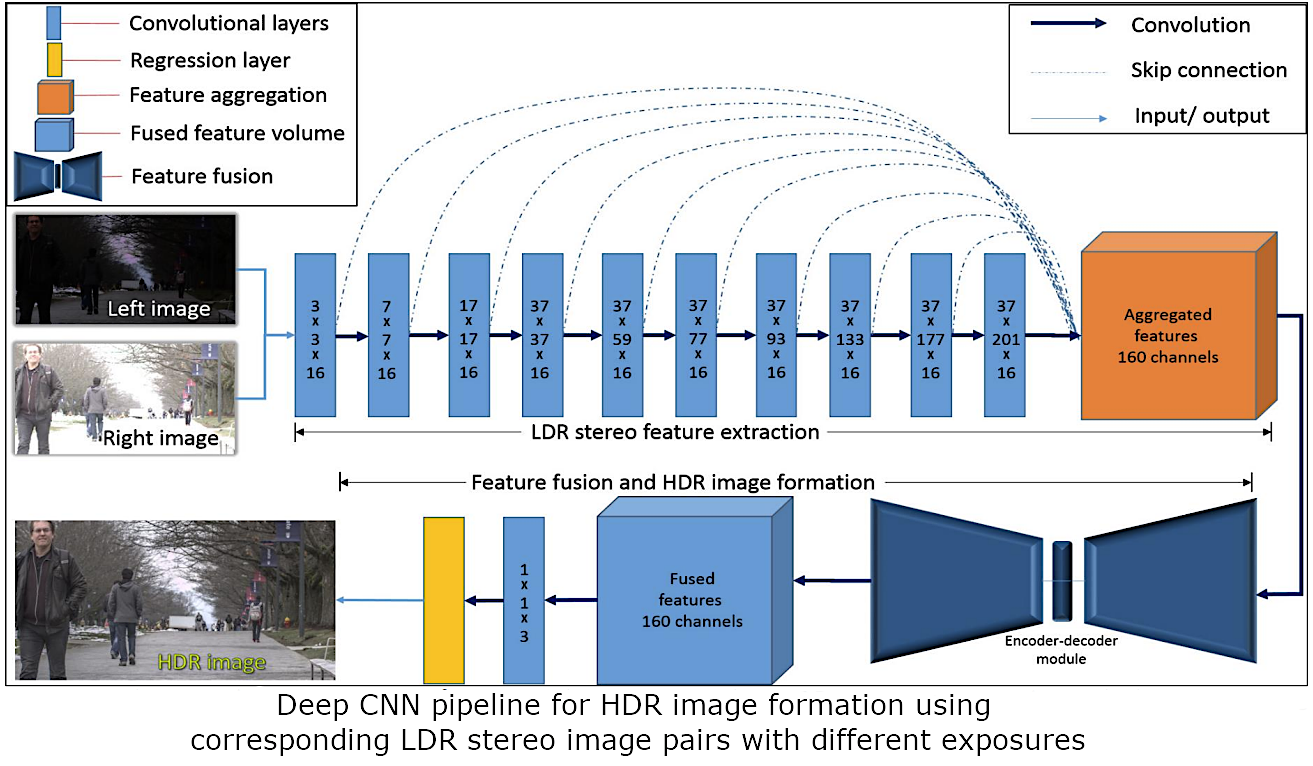 Convolutional layers
Regression layer
Feature aggregation
Fused feature volume
Feature fusion
Convolution
Skip connection
Input/ output
Left image
Right image
3
x
3
x
16
7
x
7
x
16
17
x
17
x
16
37
x
37
x
16
37
x
59
x
16
37
x
77
x
16
37
x
93
x
16
37
x
133
x
16
37
x
177
x
16
37
x
201
x
16
Aggregated
features
160 channels
LDR stereo feature extraction
Feature fusion and HDR image formation
HDR image
1
x
1
x
3
Fused
features
160 channels
Encoder-decoder
module
Deep CNN pipeline for HDR image formation using
corresponding LDR stereo image pairs with different exposures